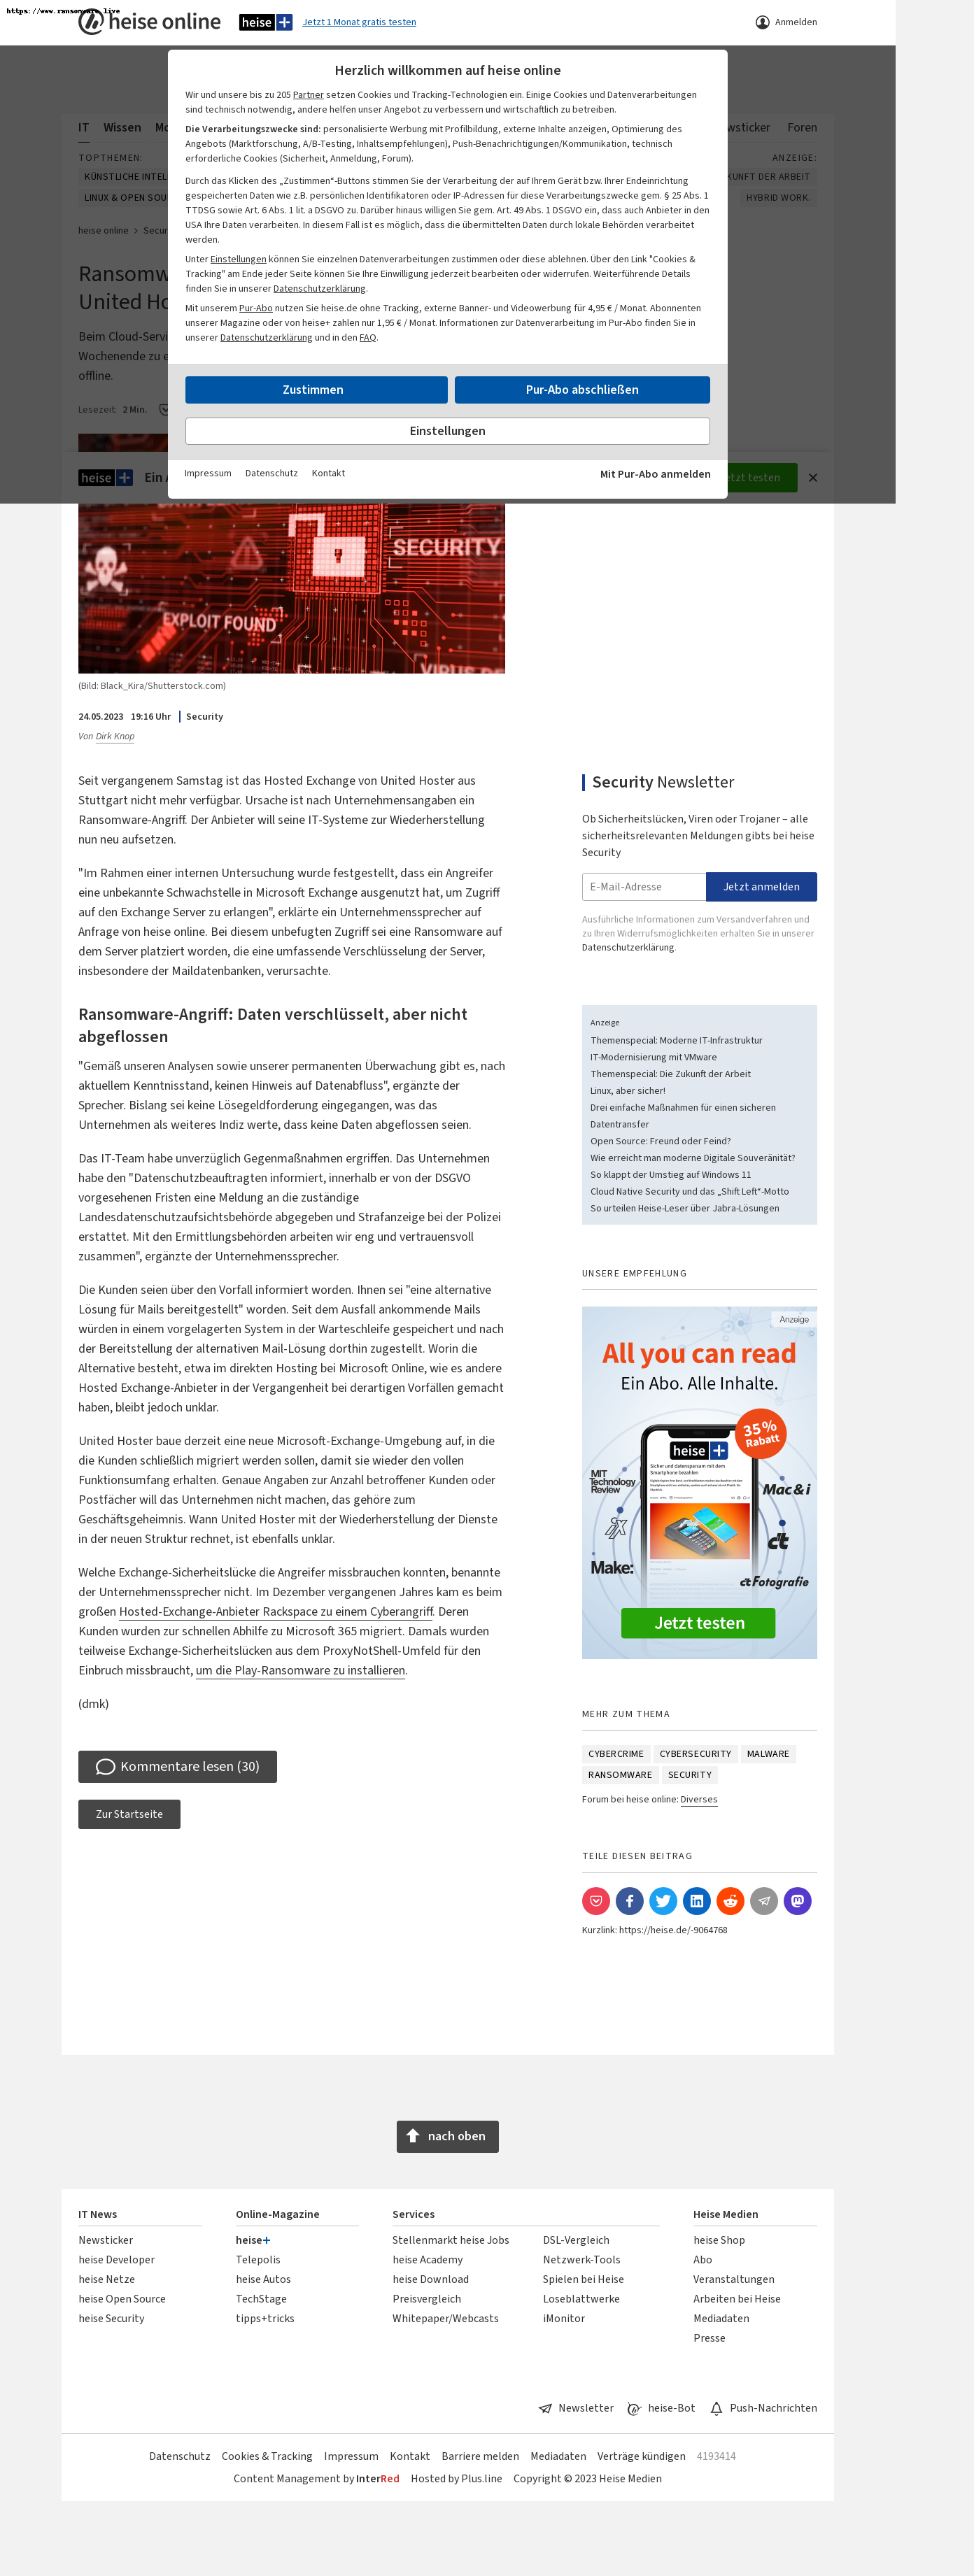 https://www.ransomware.live
heise online
heise +
Jetzt 1 Monat gratis testen
Anmelden
Herzlich willkommen auf heise online
Wir und unsere bis zu 205 Partner setzen Cookies und Tracking-Technologien ein. Einige Cookies und Datenverarbeitungen
sind technisch notwendig, andere helfen unser Angebot zu verbessern und wirtschaftlich zu betreiben.
Die Verarbeitungszwecke sind: personalisierte Werbung mit Profilbildung, externe Inhalte anzeigen, Optimierung des
Angebots (Marktforschung, A/B-Testing, Inhaltsempfehlungen), Push-Benachrichtigungen/Kommunikation, technisch
erforderliche Cookies (Sicherheit, Anmeldung, Forum).
Durch das Klicken des „Zustimmen“-Buttons stimmen Sie der Verarbeitung der auf Ihrem Gerät bzw. Ihrer Endeinrichtung
gespeicherten Daten wie z.B. persönlichen Identifikatoren oder IP-Adressen für diese Verarbeitungszwecke gem. § 25 Abs. 1
TTDSG sowie Art. 6 Abs. 1 lit. a DSGVO zu. Darüber hinaus willigen Sie gem. Art. 49 Abs. 1 DSGVO ein, dass auch Anbieter in den
USA Ihre Daten verarbeiten. In diesem Fall ist es möglich, dass die übermittelten Daten durch lokale Behörden verarbeitet
werden.
Unter Einstellungen können Sie einzelnen Datenverarbeitungen zustimmen oder diese ablehnen. Über den Link "Cookies &
Tracking" am Ende jeder Seite können Sie Ihre Einwilligung jederzeit bearbeiten oder widerrufen. Weiterführende Details
finden Sie in unserer Datenschutzerklärung.
Mit unserem Pur-Abo nutzen Sie heise.de ohne Tracking, externe Banner- und Videowerbung für 4,95 € / Monat. Abonnenten
unserer Magazine oder von heise+ zahlen nur 1,95 € / Monat. Informationen zur Datenverarbeitung im Pur-Abo finden Sie in
unserer Datenschutzerklärung und in den FAQ.
Zustimmen
Pur-Abo abschließen
Einstellungen
Impressum Datenschutz Kontakt
Mit Pur-Abo anmelden
IT Wissen Mo
wsticker Foren
TOPTHEMEN:
ANZEIGE:
KÜNSTLICHE INTEL
KUNFT DER ARBEIT
LINUX & OPEN SOU
HYBRID WORK.
heise online > Secur
Ransomw
United Ho
Beim Cloud-Servi
Wochenende zu e
offline.
Lesezeit: 2 Min.
heise +
Ein A
etzt testen
SECURITY
EXPLOIT FOUND
VIRUS
(Bild: Black_Kira/Shutterstock.com)
24.05.2023 19:16 Uhr | Security
Von Dirk Knop
Seit vergangenem Samstag ist das Hosted Exchange von United Hoster aus
Stuttgart nicht mehr verfügbar. Ursache ist nach Unternehmensangaben ein
Ransomware-Angriff. Der Anbieter will seine IT-Systeme zur Wiederherstellung
nun neu aufsetzen.
"Im Rahmen einer internen Untersuchung wurde festgestellt, dass ein Angreifer
eine unbekannte Schwachstelle in Microsoft Exchange ausgenutzt hat, um Zugriff
auf den Exchange Server zu erlangen", erklärte ein Unternehmenssprecher auf
Anfrage von heise online. Bei diesem unbefugten Zugriff sei eine Ransomware auf
dem Server platziert worden, die eine umfassende Verschlüsselung der Server,
insbesondere der Maildatenbanken, verursachte.
Ransomware-Angriff: Daten verschlüsselt, aber nicht
abgeflossen
"Gemäß unseren Analysen sowie unserer permanenten Überwachung gibt es, nach
aktuellem Kenntnisstand, keinen Hinweis auf Datenabfluss", ergänzte der
Sprecher. Bislang sei keine Lösegeldforderung eingegangen, was das
Unternehmen als weiteres Indiz werte, dass keine Daten abgeflossen seien.
Das IT-Team habe unverzüglich Gegenmaßnahmen ergriffen. Das Unternehmen
habe den "Datenschutzbeauftragten informiert, innerhalb er von der DSGVO
vorgesehenen Fristen eine Meldung an die zuständige
Landesdatenschutzaufsichtsbehörde abgegeben und Strafanzeige bei der Polizei
erstattet. Mit den Ermittlungsbehörden arbeiten wir eng und vertrauensvoll
zusammen", ergänzte der Unternehmenssprecher.
Die Kunden seien über den Vorfall informiert worden. Ihnen sei "eine alternative
Lösung für Mails bereitgestellt" worden. Seit dem Ausfall ankommende Mails
würden in einem vorgelagerten System in der Warteschleife gespeichert und nach
der Bereitstellung der alternativen Mail-Lösung dorthin zugestellt. Worin die
Alternative besteht, etwa im direkten Hosting bei Microsoft Online, wie es andere
Hosted Exchange-Anbieter in der Vergangenheit bei derartigen Vorfällen gemacht
haben, bleibt jedoch unklar.
United Hoster baue derzeit eine neue Microsoft-Exchange-Umgebung auf, in die
die Kunden schließlich migriert werden sollen, damit sie wieder den vollen
Funktionsumfang erhalten. Genaue Angaben zur Anzahl betroffener Kunden oder
Postfächer will das Unternehmen nicht machen, das gehöre zum
Geschäftsgeheimnis. Wann United Hoster mit der Wiederherstellung der Dienste
in der neuen Struktur rechnet, ist ebenfalls unklar.
Welche Exchange-Sicherheitslücke die Angreifer missbrauchen konnten, benannte
der Unternehmenssprecher nicht. Im Dezember vergangenen Jahres kam es beim
großen Hosted-Exchange-Anbieter Rackspace zu einem Cyberangriff. Deren
Kunden wurden zur schnellen Abhilfe zu Microsoft 365 migriert. Damals wurden
teilweise Exchange-Sicherheitslücken aus dem ProxyNotShell-Umfeld für den
Einbruch missbraucht, um die Play-Ransomware zu installieren.
(dmk)
Kommentare lesen (30)
Zur Startseite
Security Newsletter
Ob Sicherheitslücken, Viren oder Trojaner – alle
sicherheitsrelevanten Meldungen gibts bei heise
Security
E-Mail-Adresse
Jetzt anmelden
Ausführliche Informationen zum Versandverfahren und
zu Ihren Widerrufsmöglichkeiten erhalten Sie in unserer
Datenschutzerklärung.
Anzeige
Themenspecial: Moderne IT-Infrastruktur
IT-Modernisierung mit VMware
Themenspecial: Die Zukunft der Arbeit
Linux, aber sicher!
Drei einfache Maßnahmen für einen sicheren
Datentransfer
Open Source: Freund oder Feind?
Wie erreicht man moderne Digitale Souveränität?
So klappt der Umstieg auf Windows 11
Cloud Native Security und das „Shift Left“-Motto
So urteilen Heise-Leser über Jabra-Lösungen
UNSERE EMPFEHLUNG
Anzeige
All you can read
Ein Abo. Alle Inhalte.
35%
Rabatt
heise +
Sicher und datensparsam mit dem
Smartphone bezahlen
MIT
Technology
Review
Mac & i
Make:
c't
c't Fotografie
Jetzt testen
MEHR ZUM THEMA
CYBERCRIME CYBERSECURITY MALWARE
RANSOMWARE SECURITY
Forum bei heise online: Diverses
TEILE DIESEN BEITRAG
Kurzlink: https://heise.de/-9064768
nach oben
IT News
Newsticker
heise Developer
heise Netze
heise Open Source
heise Security
Online-Magazine
heise+
Telepolis
heise Autos
TechStage
tipps+tricks
Services
Stellenmarkt heise Jobs
heise Academy
heise Download
Preisvergleich
Whitepaper/Webcasts
DSL-Vergleich
Netzwerk-Tools
Spielen bei Heise
Loseblattwerke
iMonitor
Heise Medien
heise Shop
Abo
Veranstaltungen
Arbeiten bei Heise
Mediadaten
Presse
Newsletter heise-Bot Push-Nachrichten
Datenschutz Cookies & Tracking Impressum Kontakt Barriere melden Mediadaten Verträge kündigen 4193414
Content Management by InterRed Hosted by Plus.line Copyright © 2023 Heise Medien